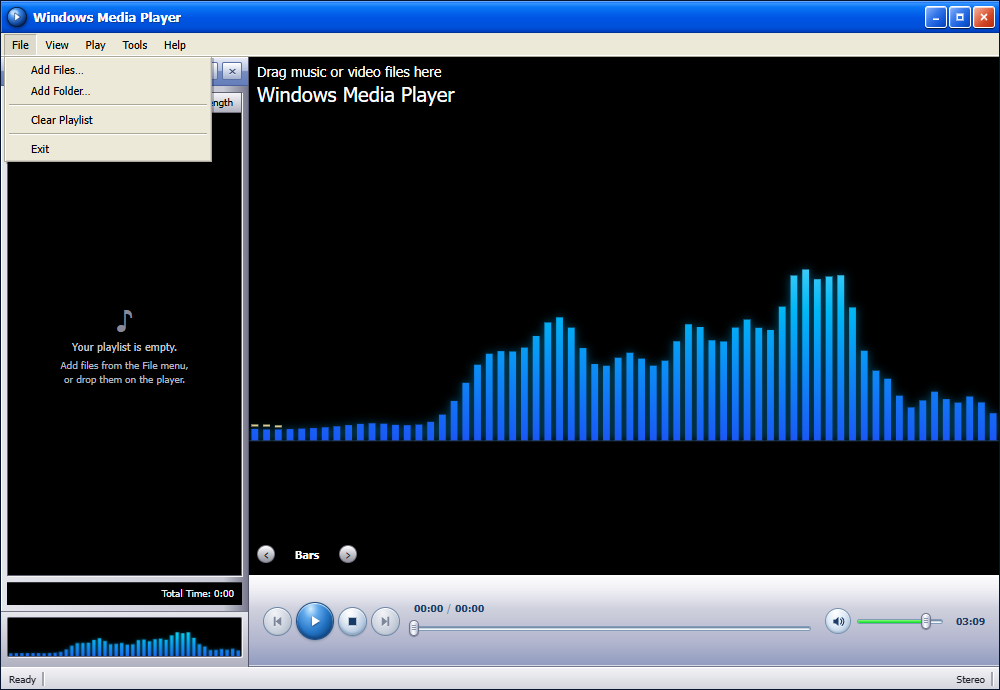 Windows Media Player
File View Play Tools Help
Add Files...
Add Folder...
Clear Playlist
Exit
ength
Drag music or video files here
Windows Media Player
Your playlist is empty.
Add files from the File menu,
or drop them on the player.
Bars
Total Time: 0:00
00:00 / 00:00
03:09
Ready
Stereo